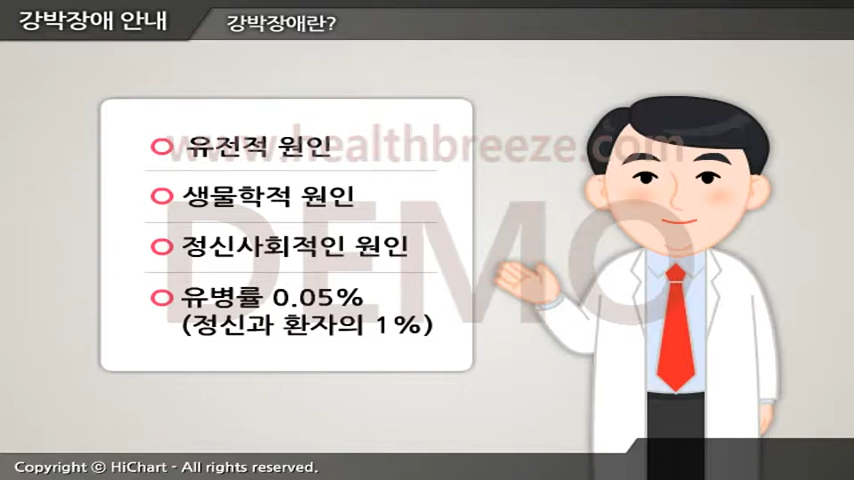 강박장애 안내
강박장애란?
www.healthbreeze.com
유전적 원인
생물학적 원인
정신사회적인 원인
DEMO
유병률 0.05%
(정신과 환자의 1%)
Copyright ⓒ HiChart - All rights reserved.